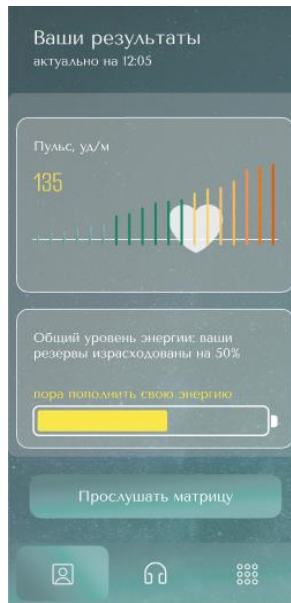 Ваши результаты
актуально на 12:05
Пульс, уд/м
135
Общий уровень энергии: ваши
резервы израсходованы на 50%
пора пополнить свою энергию
Прослушать матрицу